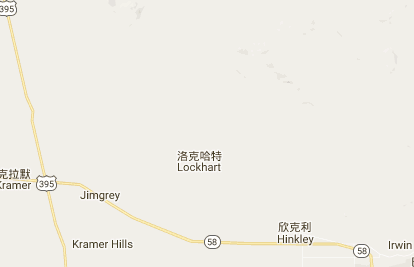 395
洛克哈特
Lockhart
克拉默
Kramer
395
Jimgrey
欣克利
Hinkley
Kramer Hills
58
58
Irwin